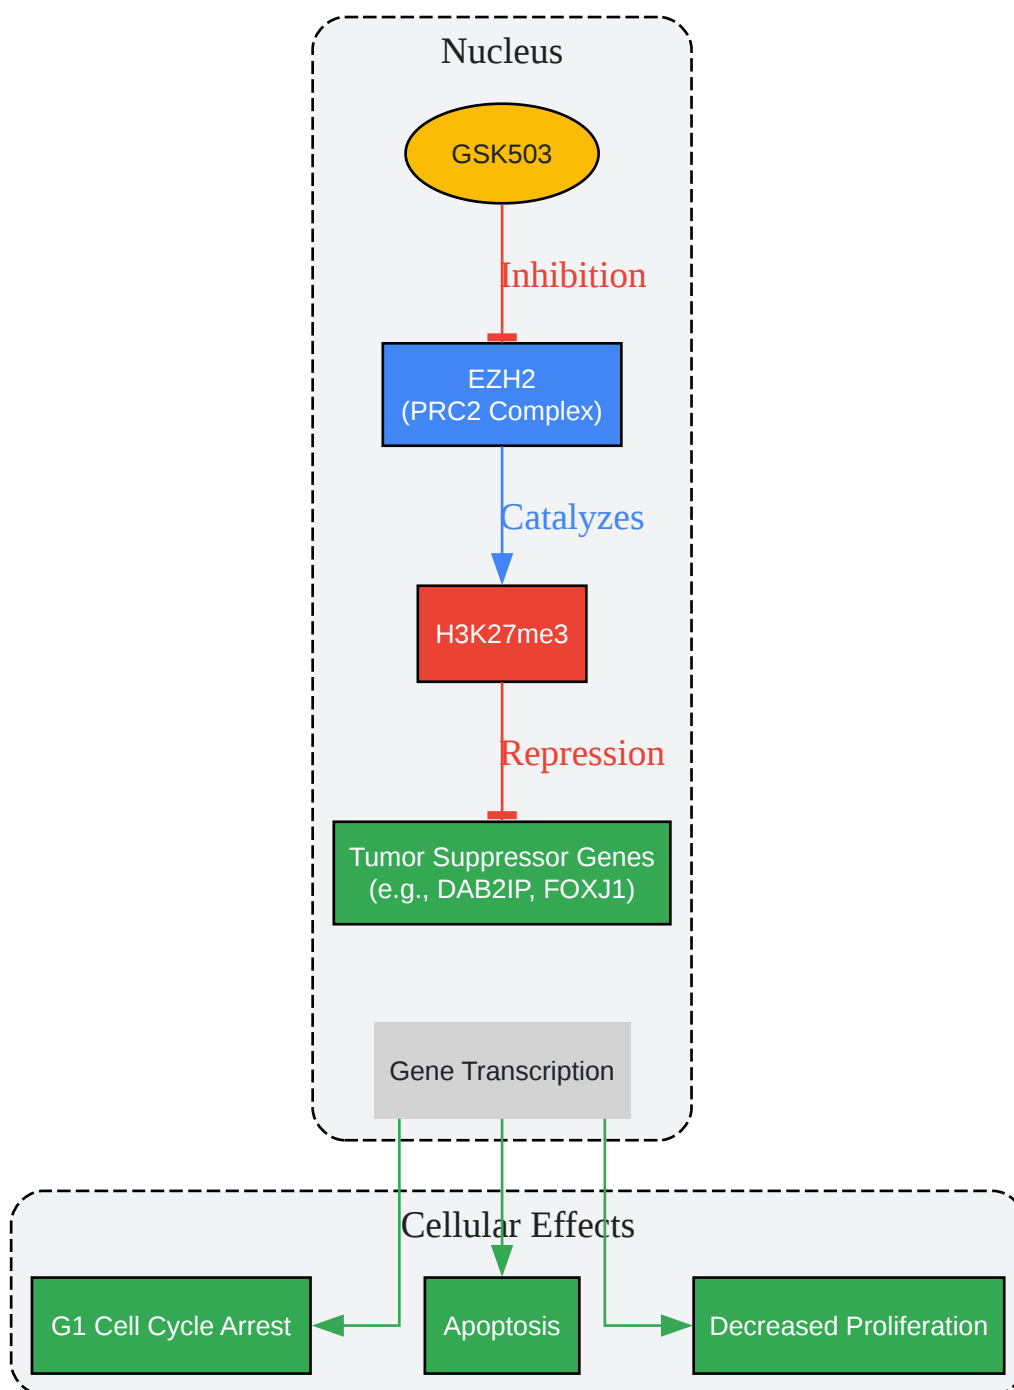 Nucleus
GSK503
Inhibition
EZH2
(PRC2 Complex)
Catalyzes
H3K27me3
Repression
Tumor Suppressor Genes
(e.g., DAB2IP, FOXJ1)
Gene Transcription
Cellular Effects
G1 Cell Cycle Arrest
Apoptosis
Decreased Proliferation